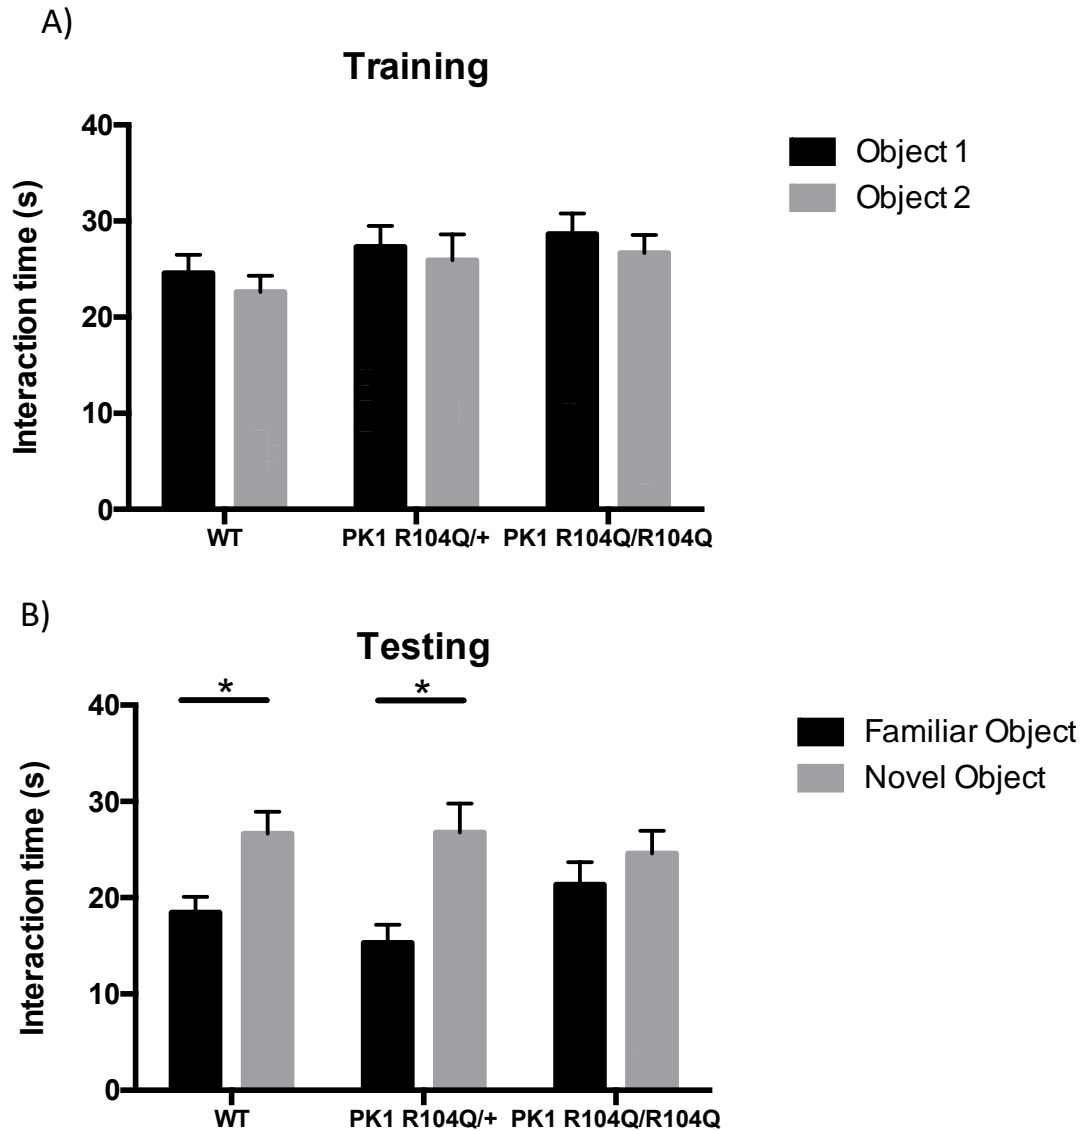 A)
Training
40
30
20
10
0
Interaction time (s)
WT
PK1 R104Q/+
PK1 R104Q/R104Q
Object 1
Object 2
B)
Testing
*
*
40
30
20
10
0
Interaction time (s)
WT
PK1 R104Q/+
PK1 R104Q/R104Q
Familiar Object
Novel Object